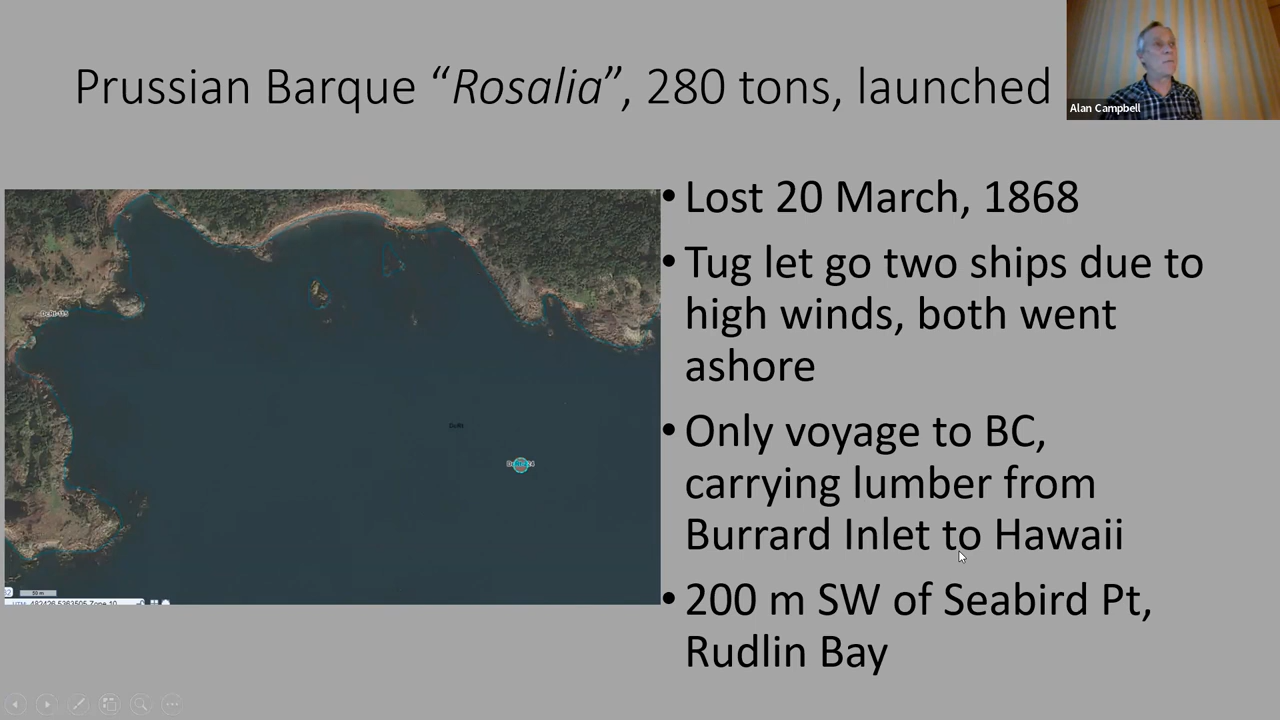 Prussian Barque “Rosalia”, 280 tons, launched
Alan Campbell
• Lost 20 March, 1868
• Tug let go two ships due to
high winds, both went
ashore
• Only voyage to BC,
carrying lumber from
Burrard Inlet to Hawaii
• 200 m SW of Seabird Pt,
Rudlin Bay
50 m